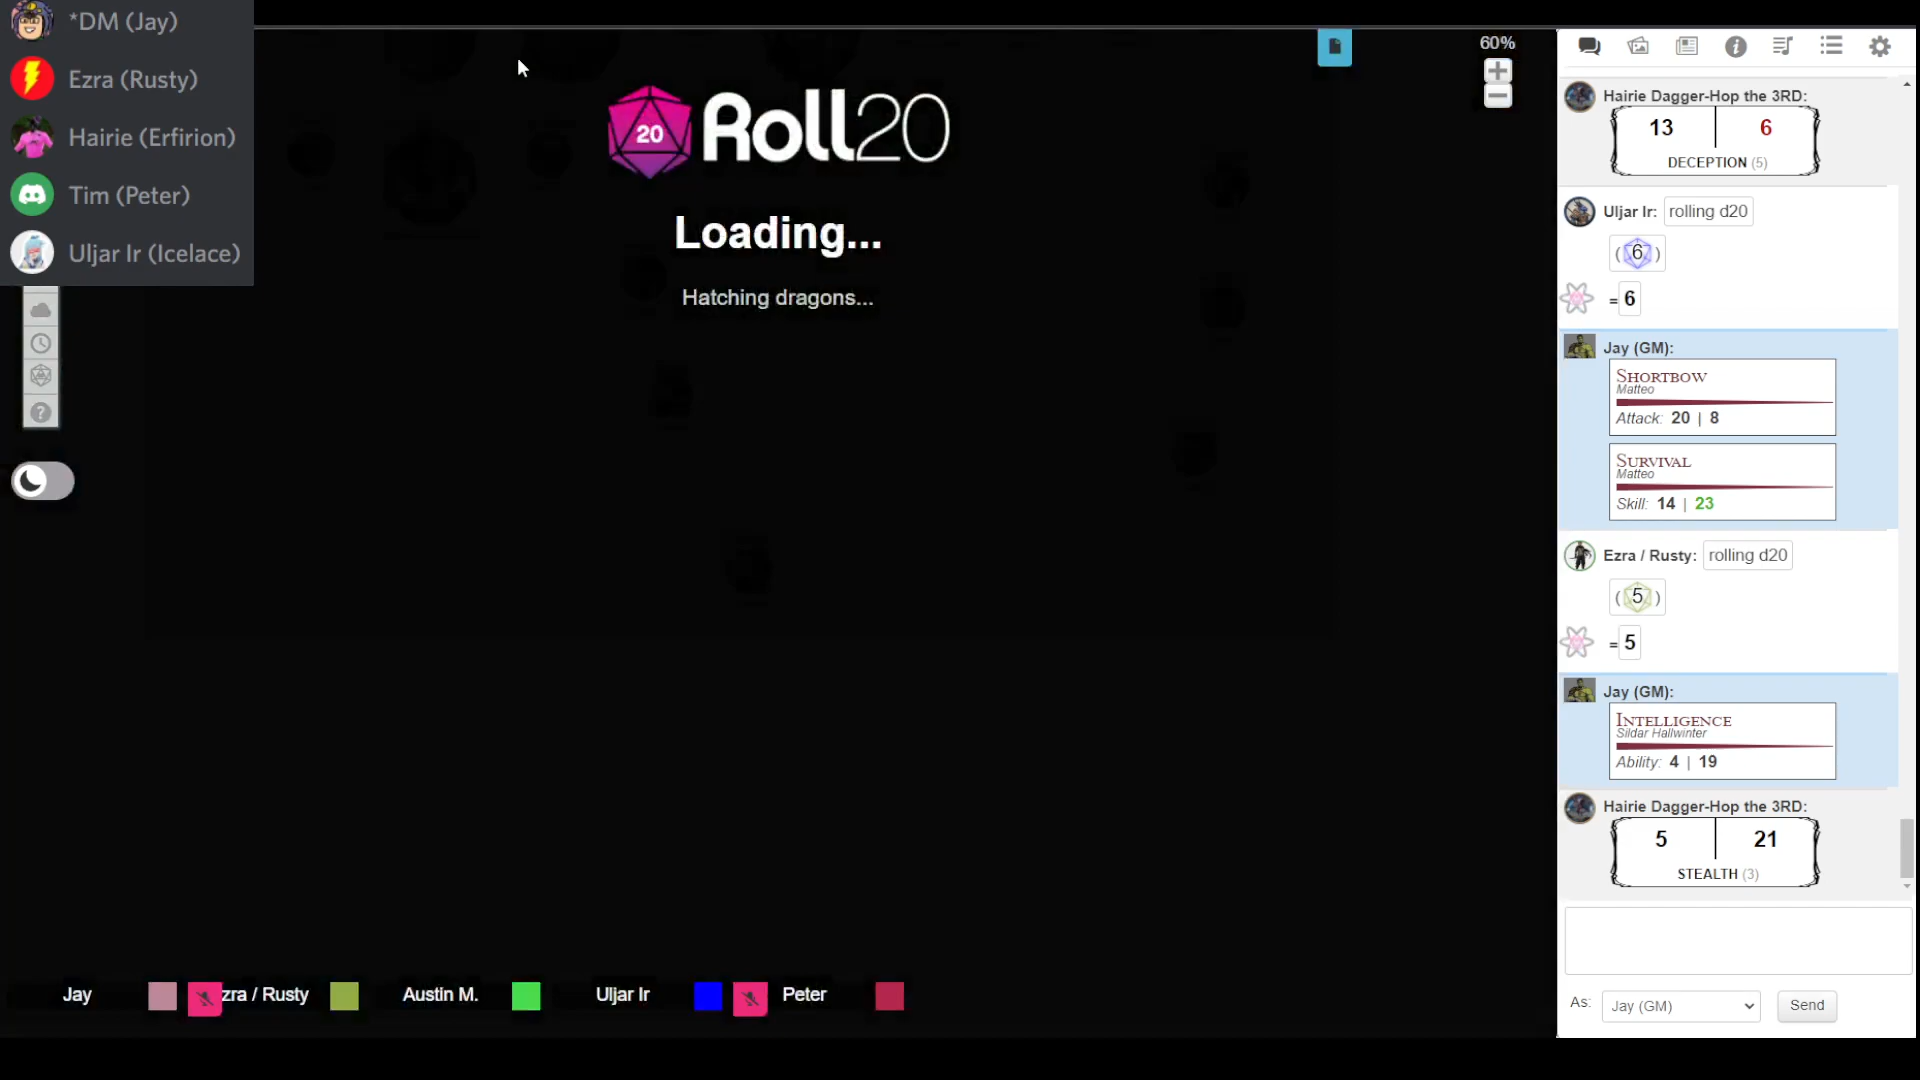 *DM (Jay)
Ezra (Rusty)
Hairie (Erfirion)
Tim (Peter)
Uljar Ir (Icelace)
20 Roll20
Loading...
Hatching dragons...
60%
Hairie Dagger-Hop the 3RD:
13 6
DECEPTION (5)
Uljar Ir: rolling d20
(6)
=6
Jay (GM):
SHORTBOW
Matteo
Attack: 20 | 8
SURVIVAL
Matteo
Skill: 14 | 23
Ezra / Rusty: rolling d20
(5)
=5
Jay (GM):
INTELLIGENCE
Sildar Hallwinter
Ability: 4 | 19
Hairie Dagger-Hop the 3RD:
5 21
STEALTH (3)
As: Jay (GM) Send
Jay zra / Rusty Austin M. Uljar Ir Peter